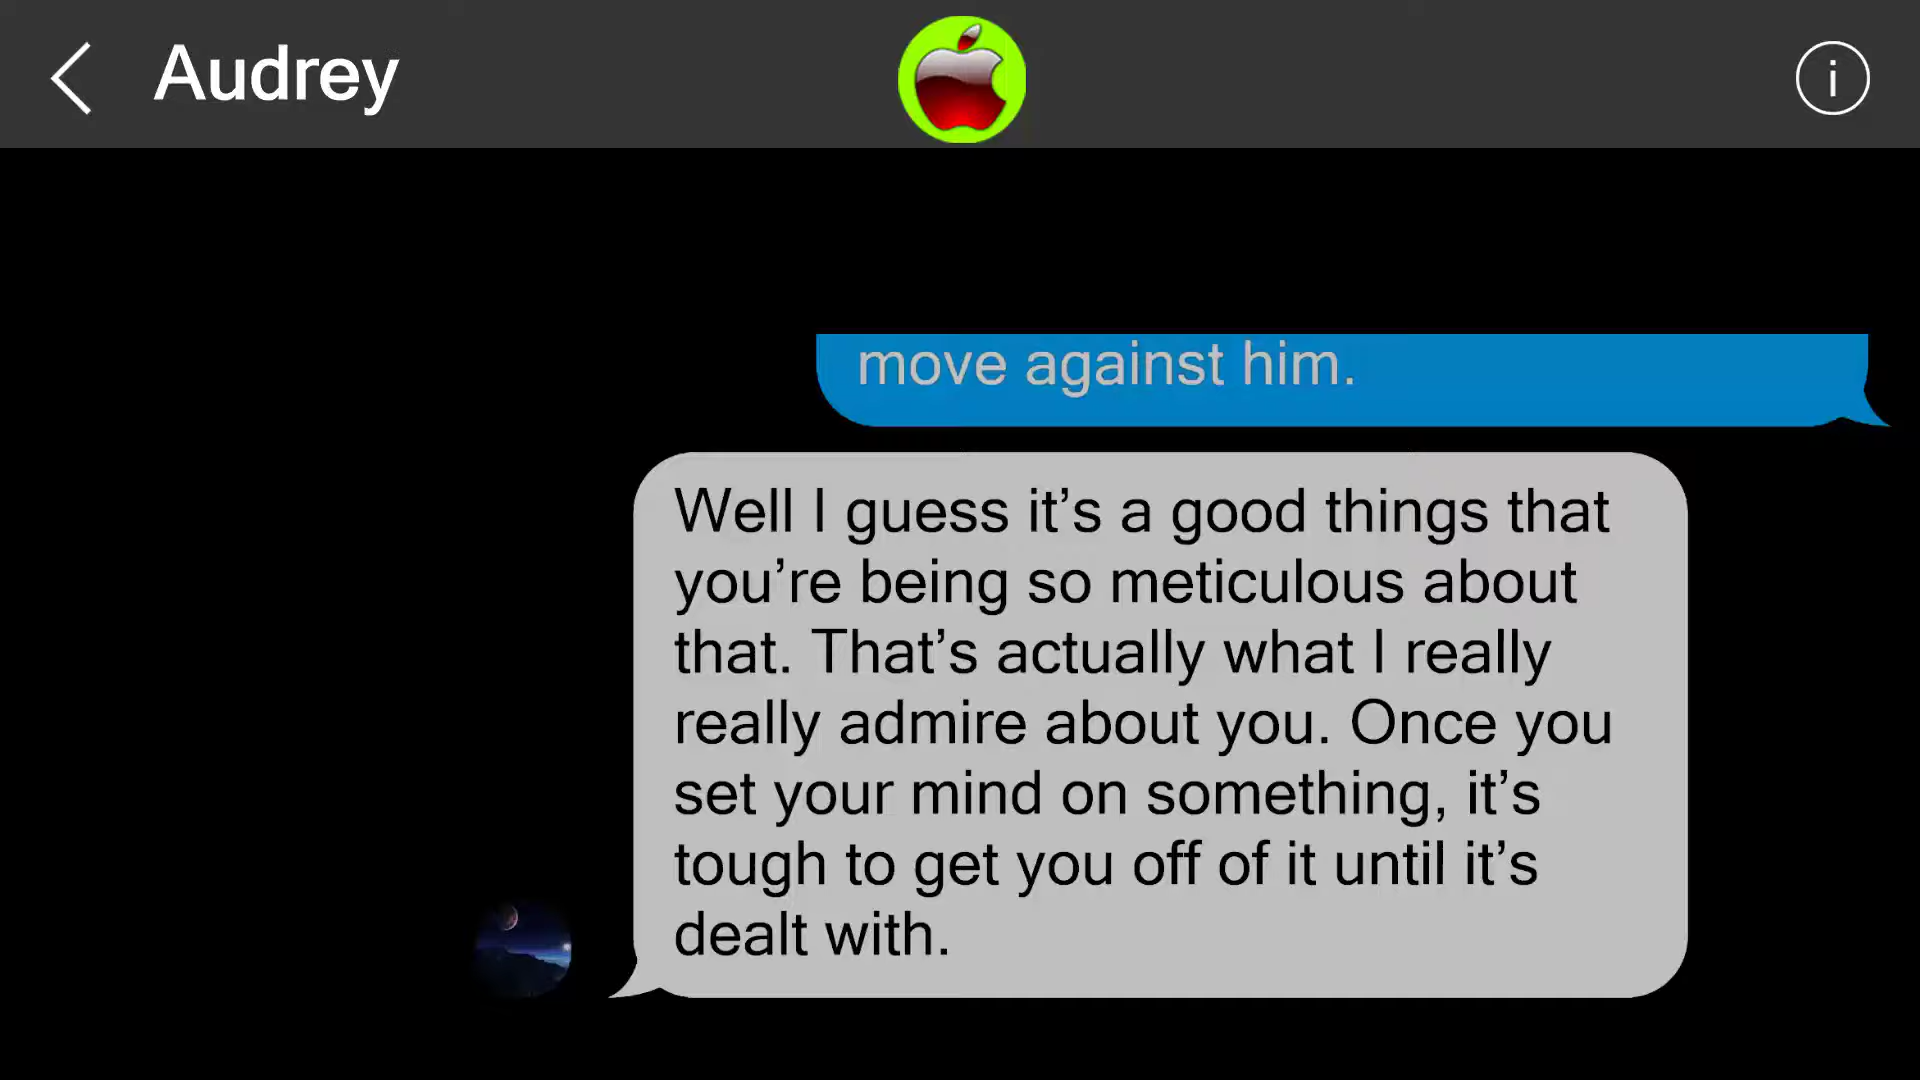 Audrey
i
move against him.
Well I guess it’s a good things that
you’re being so meticulous about
that. That’s actually what I really
really admire about you. Once you
set your mind on something, it’s
tough to get you off of it until it’s
dealt with.